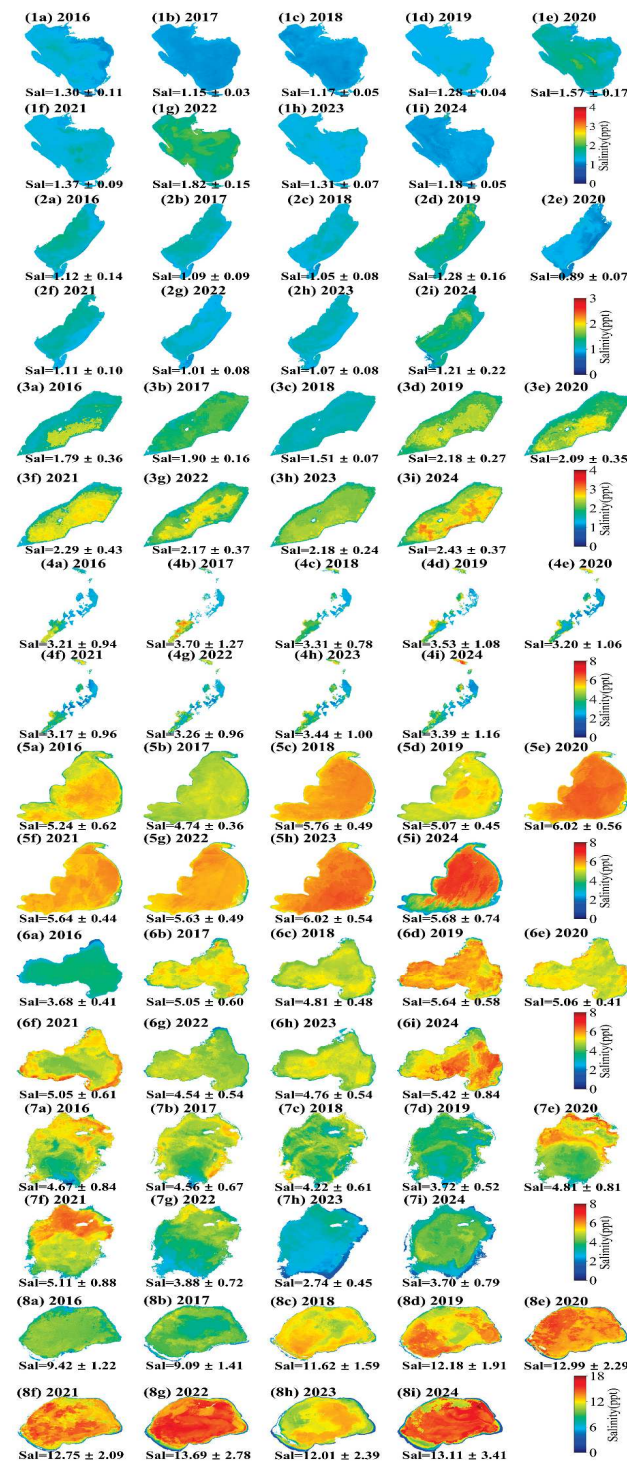 (1a) 2016 (1b) 2017 (1c) 2018 (1d) 2019 (1e) 2020
Sal=1.30 ± 0.11 Sal=1.15 ± 0.03 Sal=1.17 ± 0.05 Sal=1.28 ± 0.04 Sal=1.57 ± 0.17
(1f) 2021 (1g) 2022 (1h) 2023 (1i) 2024
4
3
2
1
0
Salinity(ppt)
Sal=1.37 ± 0.09 Sal=1.82 ± 0.15 Sal=1.31 ± 0.07 Sal=1.18 ± 0.05
(2a) 2016 (2b) 2017 (2c) 2018 (2d) 2019 (2e) 2020
Sal=1.12 ± 0.14 Sal=1.09 ± 0.09 Sal=1.05 ± 0.08 Sal=1.28 ± 0.16 Sal=0.89 ± 0.07
(2f) 2021 (2g) 2022 (2h) 2023 (2i) 2024
3
2
1
0
Salinity(ppt)
Sal=1.11 ± 0.10 Sal=1.01 ± 0.08 Sal=1.07 ± 0.08 Sal=1.21 ± 0.22
(3a) 2016 (3b) 2017 (3c) 2018 (3d) 2019 (3e) 2020
Sal=1.79 ± 0.36 Sal=1.90 ± 0.16 Sal=1.51 ± 0.07 Sal=2.18 ± 0.27 Sal=2.09 ± 0.35
(3f) 2021 (3g) 2022 (3h) 2023 (3i) 2024
4
3
2
1
0
Salinity(ppt)
Sal=2.29 ± 0.43 Sal=2.17 ± 0.37 Sal=2.18 ± 0.24 Sal=2.43 ± 0.37
(4a) 2016 (4b) 2017 (4c) 2018 (4d) 2019 (4e) 2020
Sal=3.21 ± 0.94 Sal=3.70 ± 1.27 Sal=3.31 ± 0.78 Sal=3.53 ± 1.08 Sal=3.20 ± 1.06
(4f) 2021 (4g) 2022 (4h) 2023 (4i) 2024
8
6
4
2
0
Salinity(ppt)
Sal=3.17 ± 0.96 Sal=3.26 ± 0.96 Sal=3.44 ± 1.00 Sal=3.39 ± 1.16
(5a) 2016 (5b) 2017 (5c) 2018 (5d) 2019 (5e) 2020
Sal=5.24 ± 0.62 Sal=4.74 ± 0.36 Sal=5.76 ± 0.49 Sal=5.07 ± 0.45 Sal=6.02 ± 0.56
(5f) 2021 (5g) 2022 (5h) 2023 (5i) 2024
8
6
4
2
0
Salinity(ppt)
Sal=5.64 ± 0.44 Sal=5.63 ± 0.49 Sal=6.02 ± 0.54 Sal=5.68 ± 0.74
(6a) 2016 (6b) 2017 (6c) 2018 (6d) 2019 (6e) 2020
Sal=3.68 ± 0.41 Sal=5.05 ± 0.60 Sal=4.81 ± 0.48 Sal=5.64 ± 0.58 Sal=5.06 ± 0.41
(6f) 2021 (6g) 2022 (6h) 2023 (6i) 2024
8
6
4
2
0
Salinity(ppt)
Sal=5.05 ± 0.61 Sal=4.54 ± 0.54 Sal=4.76 ± 0.54 Sal=5.42 ± 0.84
(7a) 2016 (7b) 2017 (7c) 2018 (7d) 2019 (7e) 2020
Sal=4.67 ± 0.84 Sal=4.56 ± 0.67 Sal=4.22 ± 0.61 Sal=3.72 ± 0.52 Sal=4.81 ± 0.81
(7f) 2021 (7g) 2022 (7h) 2023 (7i) 2024
8
6
4
2
0
Salinity(ppt)
Sal=5.11 ± 0.88 Sal=3.88 ± 0.72 Sal=2.74 ± 0.45 Sal=3.70 ± 0.79
(8a) 2016 (8b) 2017 (8c) 2018 (8d) 2019 (8e) 2020
Sal=9.42 ± 1.22 Sal=9.09 ± 1.41 Sal=11.62 ± 1.59 Sal=12.18 ± 1.91 Sal=12.99 ± 2.29
(8f) 2021 (8g) 2022 (8h) 2023 (8i) 2024
18
12
6
0
Salinity(ppt)
Sal=12.75 ± 2.09 Sal=13.69 ± 2.78 Sal=12.01 ± 2.39 Sal=13.11 ± 3.41